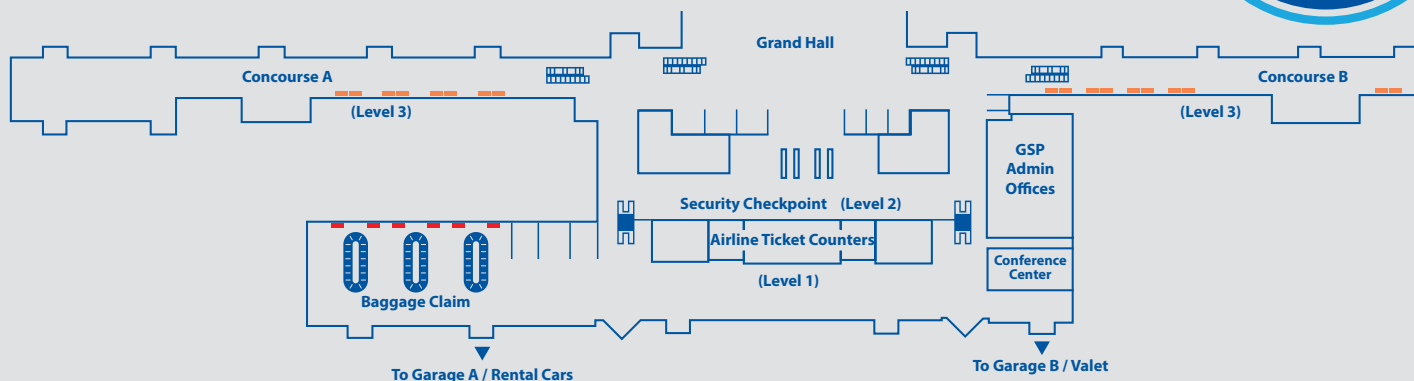 Grand Hall
Concourse A
Concourse B
(Level 3)
(Level 3)
GSP
Admin
Offices
Security Checkpoint (Level 2)
Airline Ticket Counters
Conference
Center
(Level 1)
Baggage Claim
To Garage B / Valet
To Garage A / Rental Cars